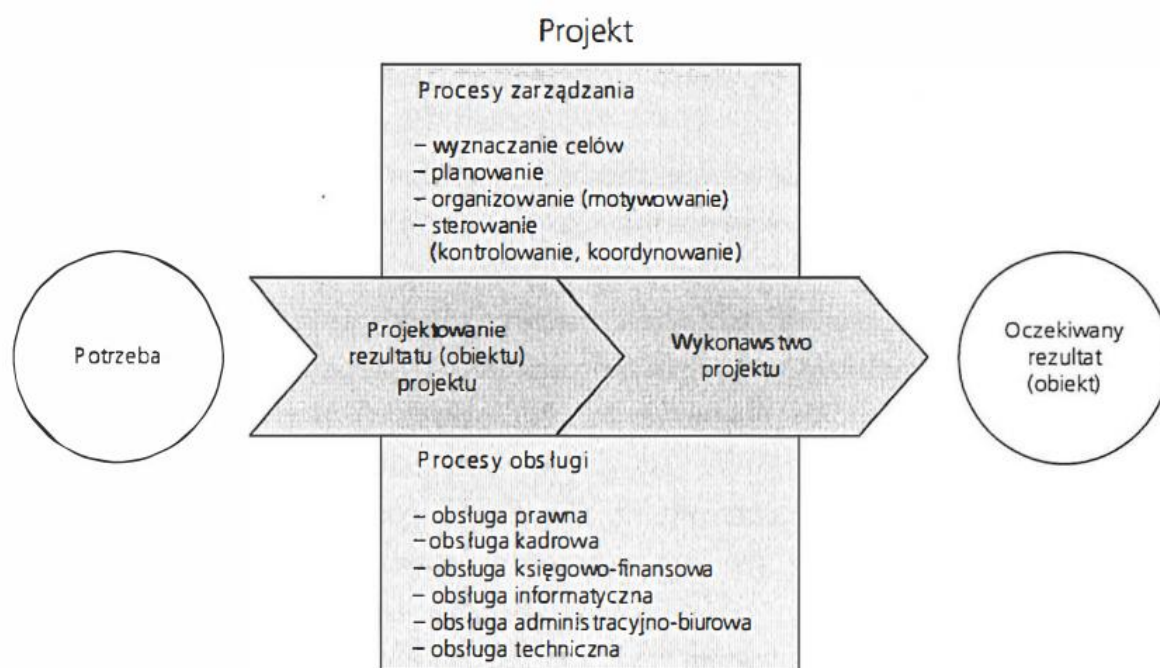 Projekt
Procesy zarządzania
– wyznaczanie celów
– planowanie
– organizowanie (motywowanie)
– sterowanie
(kontrolowanie, koordynowanie)
Potrzeba
Projektowanie
rezultatu (obiektu)
projektu
Wykonawstwo
projektu
Oczekiwany
rezultat
(obiekt)
Procesy obsługi
– obsługa prawna
– obsługa kadrowa
– obsługa księgowo-finansowa
– obsługa informatyczna
– obsługa administracyjno-biurowa
– obsługa techniczna